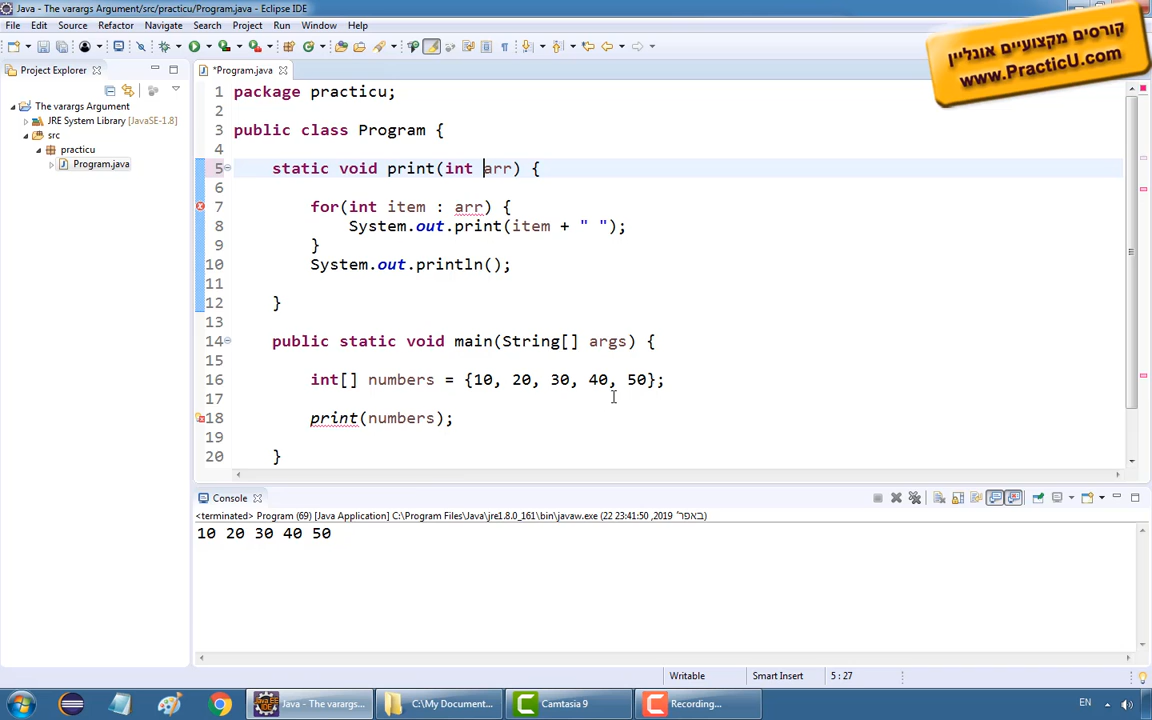 Java - The varargs Argument/src/practicu/Program.java - Eclipse IDE
File Edit Source Refactor Navigate Search Project Run Window Help
קורסים מקצועיים אונליין
www.PracticU.com
Project Explorer
*Program.java
The varargs Argument
JRE System Library [JavaSE-1.8]
src
practicu
Program.java
1 package practicu;
2
3 public class Program {
4
5 static void print(int arr) {
6
7 for(int item : arr) {
8 System.out.print(item + " ");
9 }
10 System.out.println();
11
12 }
13
14 public static void main(String[] args) {
15
16 int[] numbers = {10, 20, 30, 40, 50};
17
18 print(numbers);
19
20 }
Console
<terminated> Program (69) [Java Application] C:\Program Files\Java\jre1.8.0_161\bin\javaw.exe (22 באפר׳ 2019, 23:41:50)
10 20 30 40 50
Writable Smart Insert 5 : 27
The varargs... C:\My Document... Camtasia 9 Recording... EN